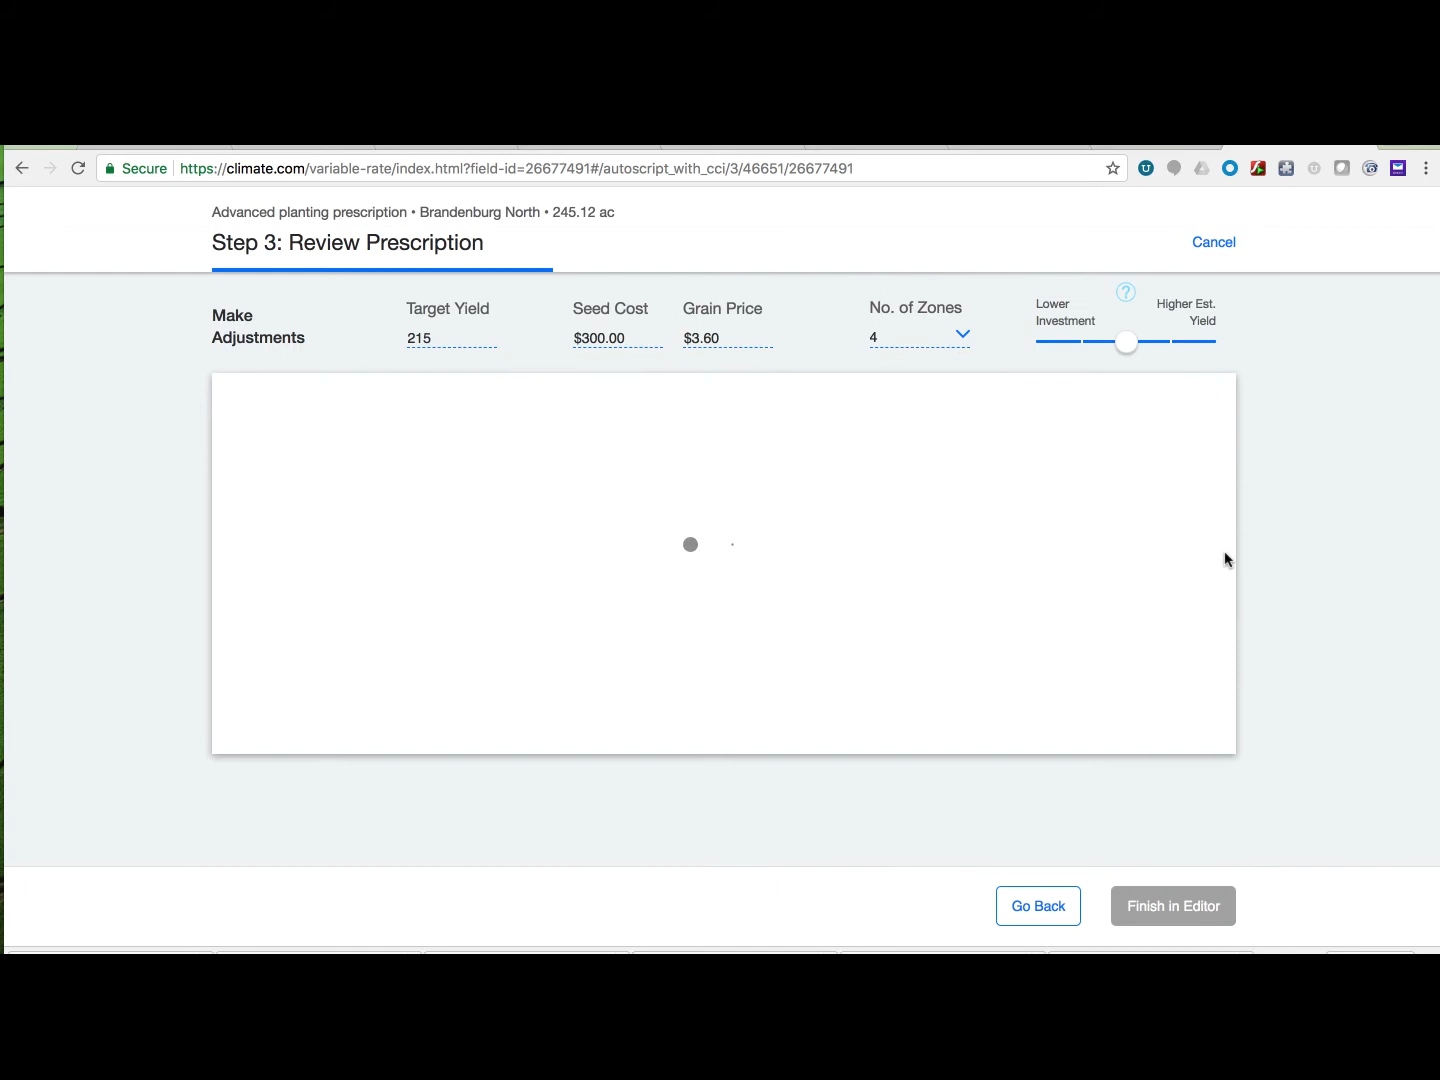 Secure https://climate.com/variable-rate/index.html?field-id=26677491#/autoscript_with_cci/3/46651/26677491
Advanced planting prescription • Brandenburg North • 245.12 ac
Step 3: Review Prescription
Cancel
Make
Adjustments
Target Yield
215
Seed Cost
$300.00
Grain Price
$3.60
No. of Zones
4
?
Lower
Investment
Higher Est.
Yield
Go Back
Finish in Editor